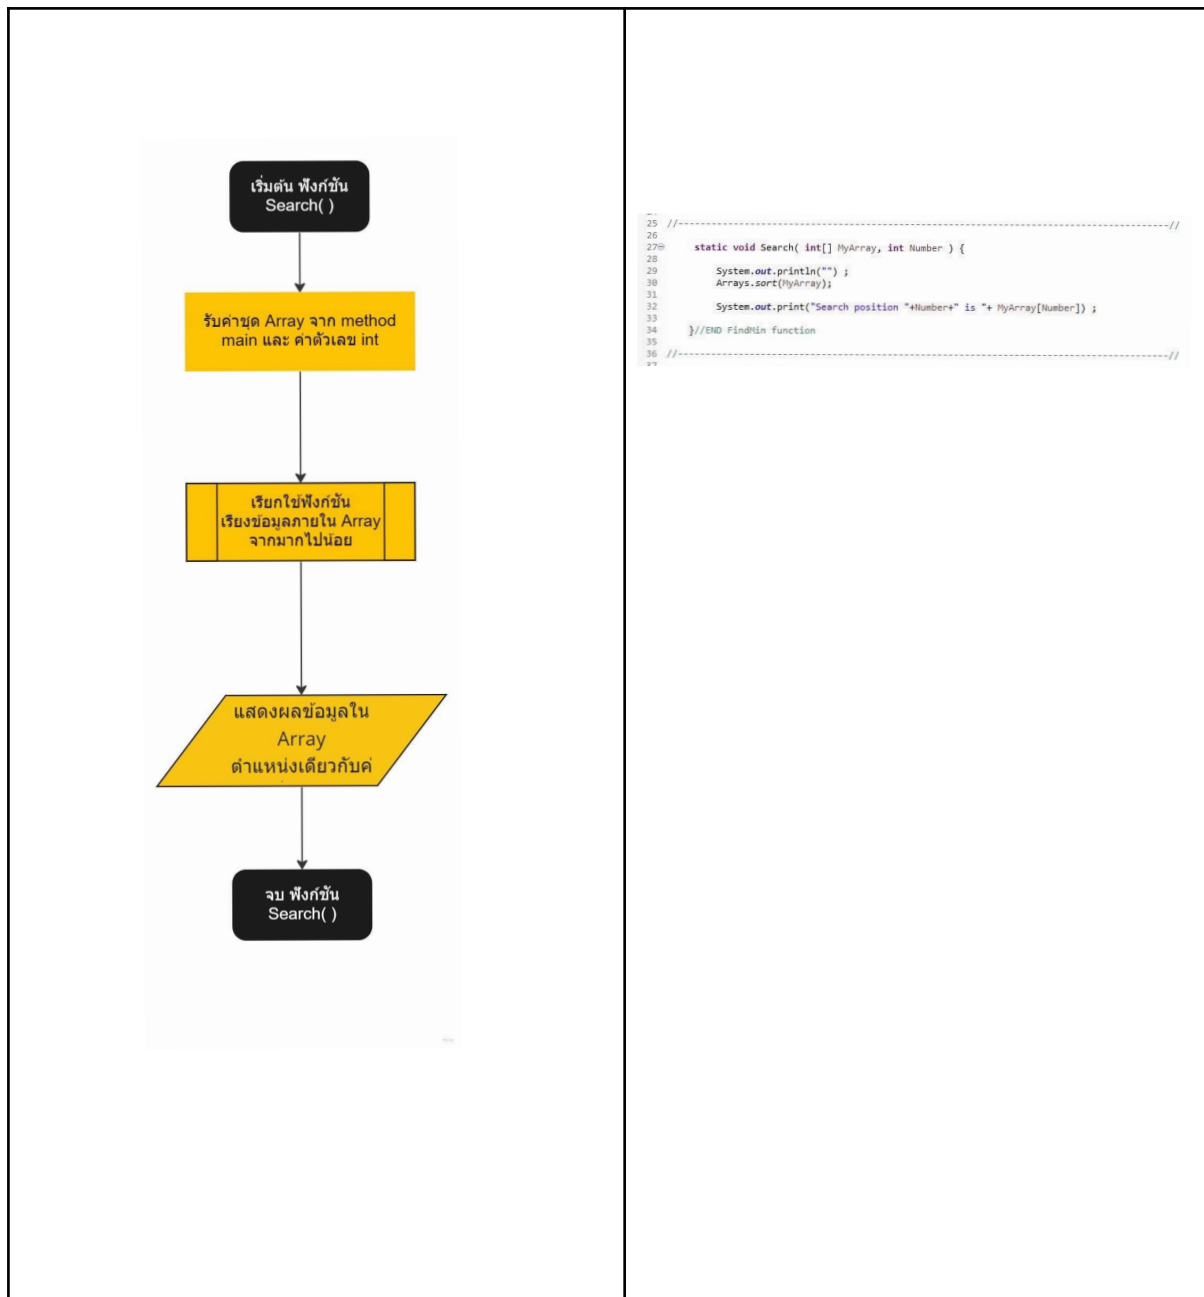 เริ่มต้น ฟังก์ชัน
Search( )
รับค่าชุด Array จาก method
main และ ค่าตัวเลข int
เรียกใช้ฟังก์ชัน
เรียงข้อมูลภายใน Array
จากมากไปน้อย
แสดงผลข้อมูลใน
Array
ตำแหน่งเดียวกับค่
จบ ฟังก์ชัน
Search( )
25 //----------------------------------------------------------------------------------//
26
27 static void Search( int[] MyArray, int Number ) {
28
29 System.out.println("") ;
30 Arrays.sort(MyArray);
31
32 System.out.print("Search position "+Number+" is "+ MyArray[Number]) ;
33
34 }//END FindMin function
35
36 //----------------------------------------------------------------------------------//
37